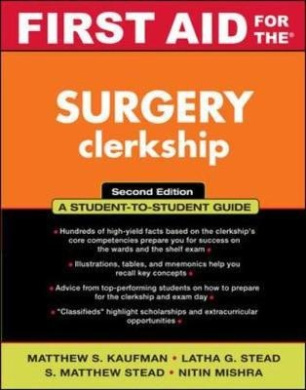 FIRST AID FOR
THE®
SURGERY
clerkship
Second Edition
A STUDENT-TO-STUDENT GUIDE
• Hundreds of high-yield facts based on the clerkship's
core competencies prepare you for success on
the wards and the shelf exam •
• Illustrations, tables, and mnemonics help you
recall key concepts •
• Advice from top-performing students on how to prepare
for the clerkship and exam day •
• "Classifieds" highlight scholarships and extracurricular
opportunities •
MATTHEW S. KAUFMAN • LATHA G. STEAD
S. MATTHEW STEAD • NITIN MISHRA